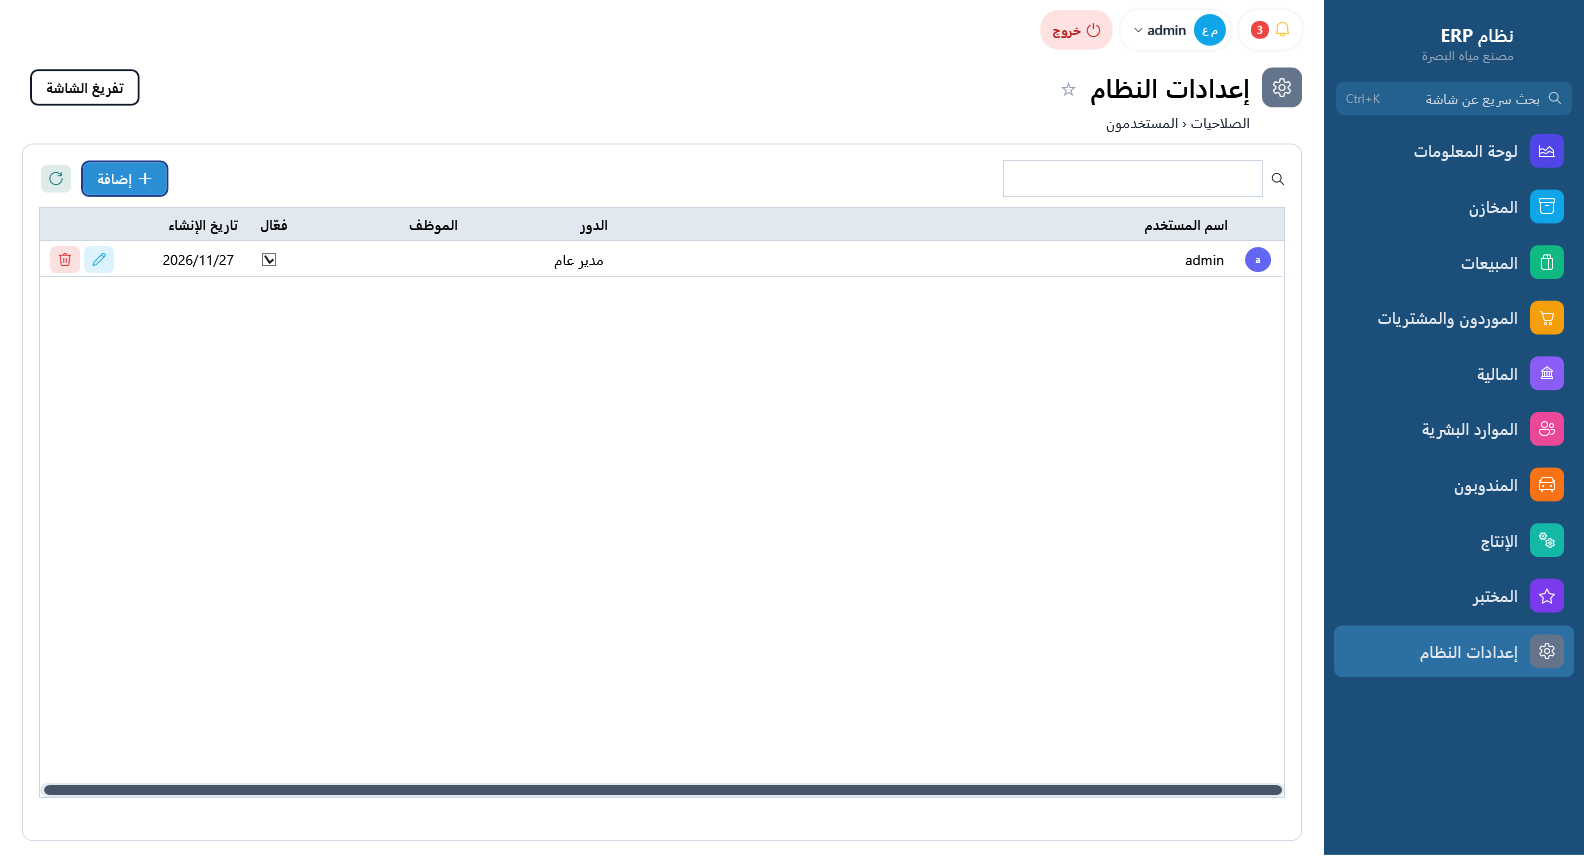 نظام ERP
مصنع مياه البصرة
بحث سريع عن شاشة
Ctrl+K
لوحة المعلومات
المخازن
المبيعات
الموردون والمشتريات
المالية
الموارد البشرية
المندوبون
الإنتاج
المختبر
إعدادات النظام
3
م ع
admin
خروج
إعدادات النظام
الصلاحيات › المستخدمون
تفريغ الشاشة
إضافة
اسم المستخدم الدور الموظف فعّال تاريخ الإنشاء
a admin مدير عام 2026/11/27